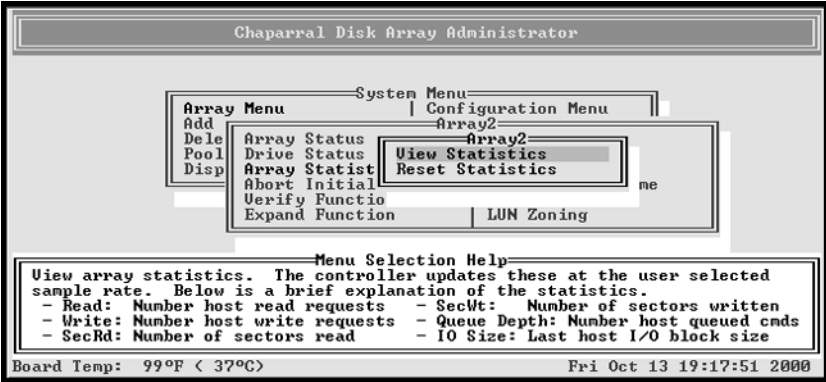 Chaparral Disk Array Administrator
System Menu
Array Menu | Configuration Menu
Add
Array2
Dele
Array Status
Array2
Pool
Drive Status
View Statistics
Disp
Array Statist
Reset Statistics
Abort Initial
me
Verify Functio
Expand Function | LUN Zoning
Menu Selection Help
View array statistics. The controller updates these at the user selected
sample rate. Below is a brief explanation of the statistics.
- Read: Number host read requests - SecWt: Number of sectors written
- Write: Number host write requests - Queue Depth: Number host queued cmds
- SecRd: Number of sectors read - IO Size: Last host I/O block size
Board Temp: 99ºF ( 37ºC) Fri Oct 13 19:17:51 2000